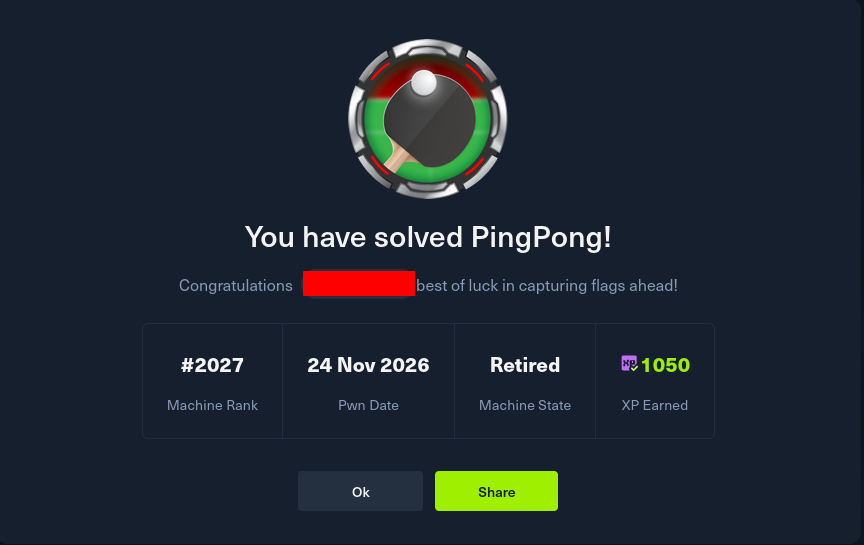 You have solved PingPong!
Congratulations best of luck in capturing flags ahead!
#2027 24 Nov 2026 Retired XP 1050
Machine Rank Pwn Date Machine State XP Earned
Ok Share